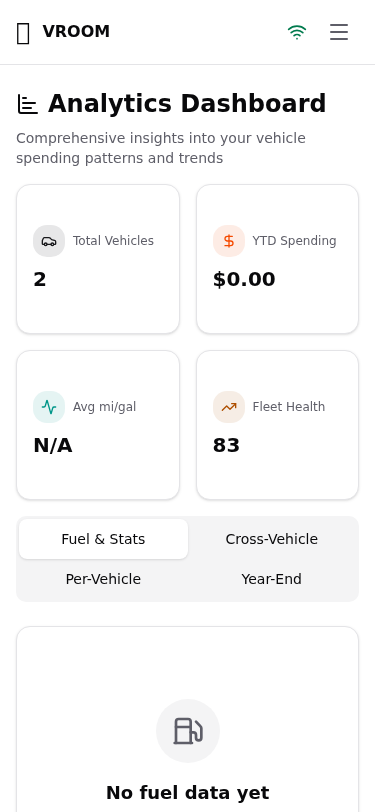 VROOM
Analytics Dashboard
Comprehensive insights into your vehicle
spending patterns and trends
Total Vehicles
2
YTD Spending
$0.00
Avg mi/gal
N/A
Fleet Health
83
Fuel & Stats
Cross-Vehicle
Per-Vehicle
Year-End
No fuel data yet